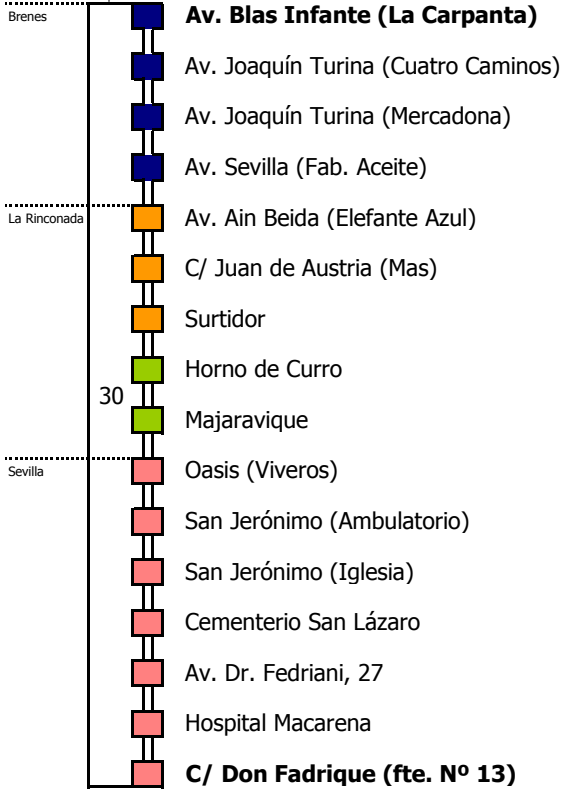 Brenes
Av. Blas Infante (La Carpanta)
Av. Joaquín Turina (Cuatro Caminos)
Av. Joaquín Turina (Mercadona)
Av. Sevilla (Fab. Aceite)
La Rinconada
Av. Ain Beida (Elefante Azul)
C/ Juan de Austria (Mas)
Surtidor
Horno de Curro
30
Majaravique
Sevilla
Oasis (Viveros)
San Jerónimo (Ambulatorio)
San Jerónimo (Iglesia)
Cementerio San Lázaro
Av. Dr. Fedriani, 27
Hospital Macarena
C/ Don Fadrique (fte. Nº 13)